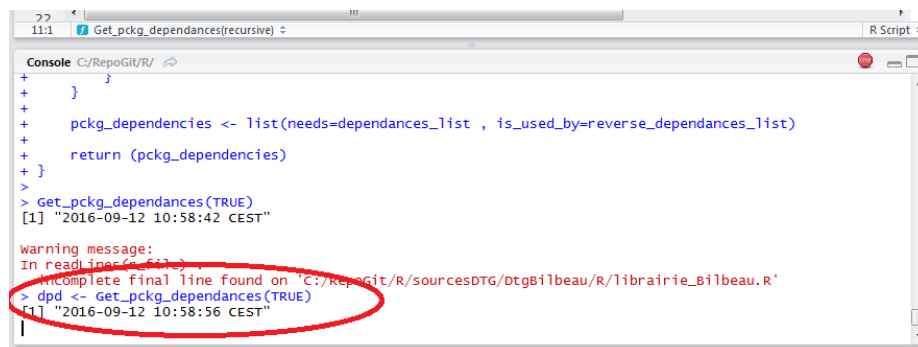 22
11:1 Get_pckg_dependances(recursive) R Script
Console C:/RepoGit/R/
+ }
+ }
+
+ pckg_dependencies <- list(needs=dependances_list , is_used_by=reverse_dependances_list)
+
+ return (pckg_dependencies)
+ }
>
> Get_pckg_dependances(TRUE)
[1] "2016-09-12 10:58:42 CEST"
Warning message:
In readLines(r_file) :
incomplete final line found on 'C:/RepoGit/R/sourcesDTG/DtgBilbeau/R/librairie_Bilbeau.R'
> dpd <- Get_pckg_dependances(TRUE)
[1] "2016-09-12 10:58:56 CEST"